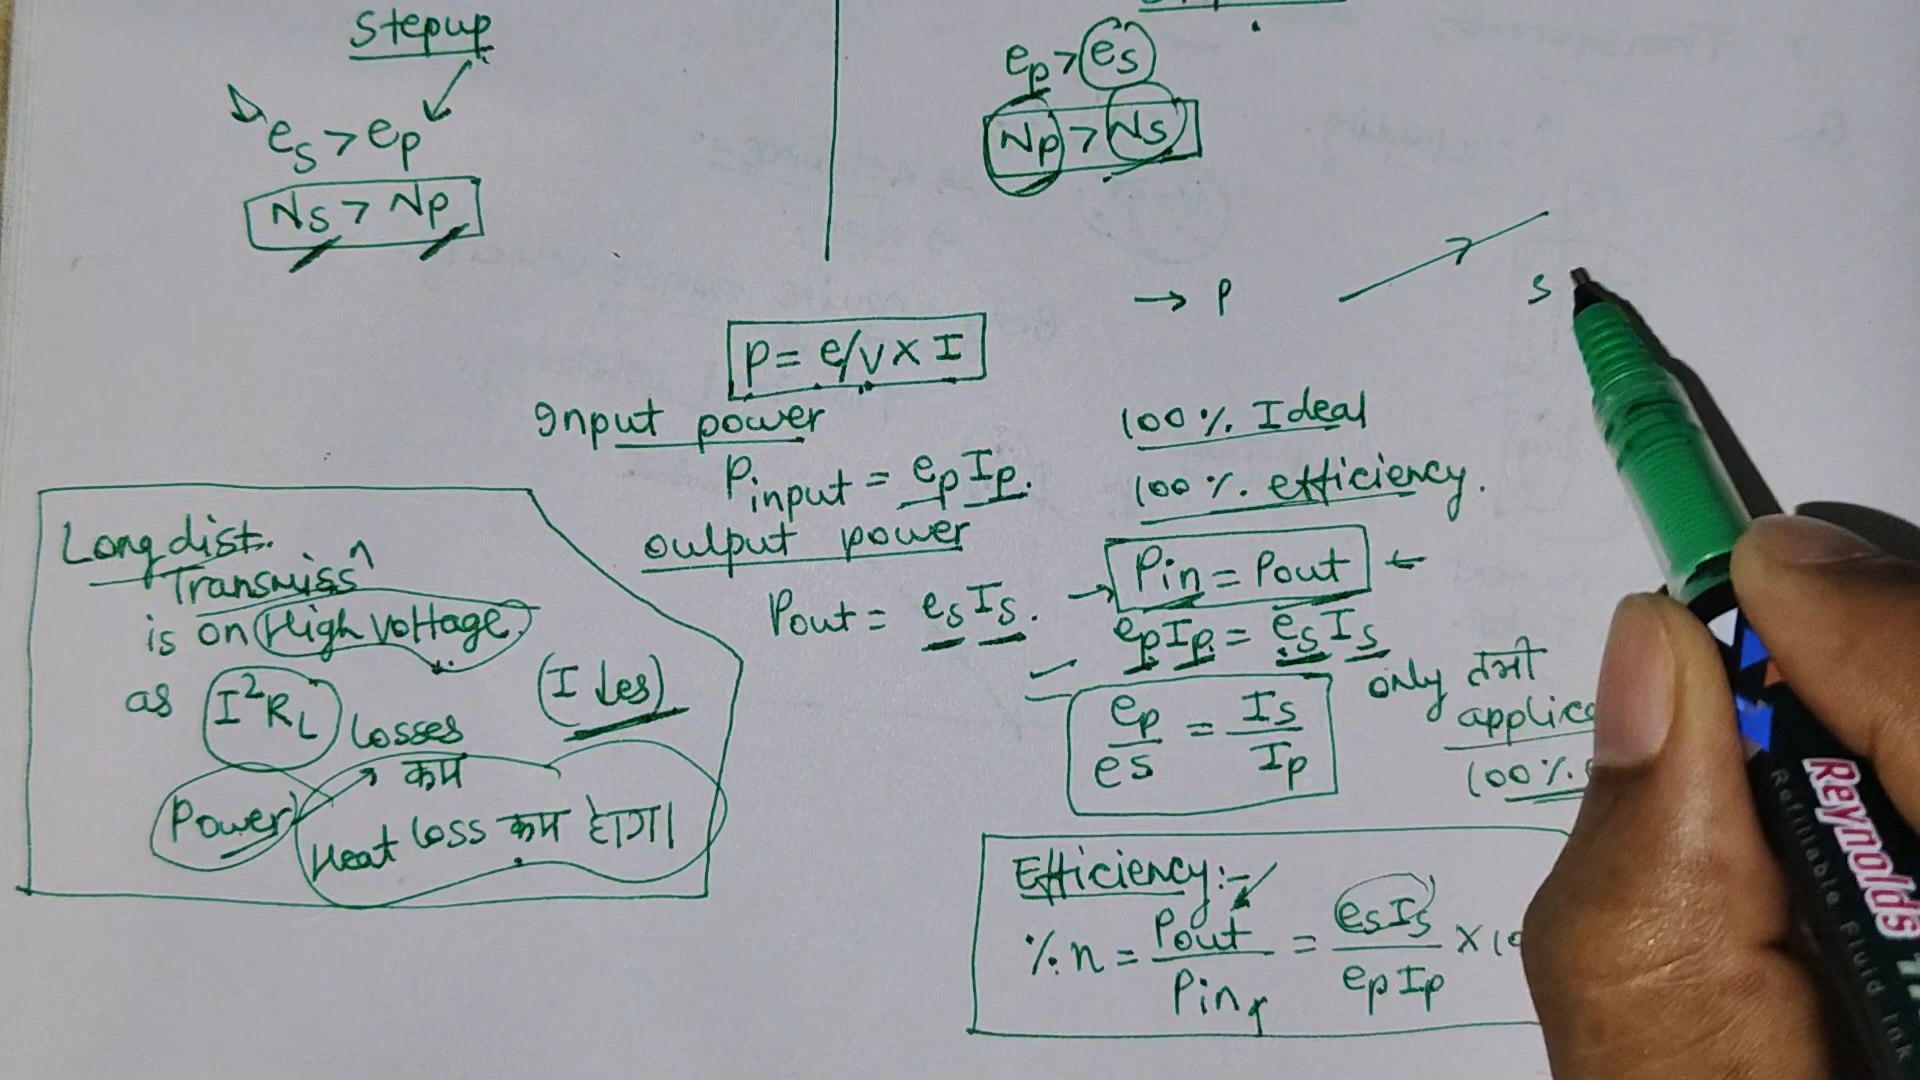 Stepup
es > ep
Ns > Np
ep > es
Np > Ns
→ P
S
P = e/v × I
Input power
Pinput = ep Ip.
output power
Pout = es Is.
100 % Ideal
100 %. efficiency.
Pin = Pout
ep Ip = es Is
ep/es = Is/Ip
only तभी
100 %.
Long dist.
Transmiss^n
is on High voltage.
as I²RL losses
(I les)
कम
Power
Heat loss कम होगा।
Efficiency:-
%. n = Pout/Pin = es Is/ep Ip ×
Reynolds
Refillable Fluid Ink